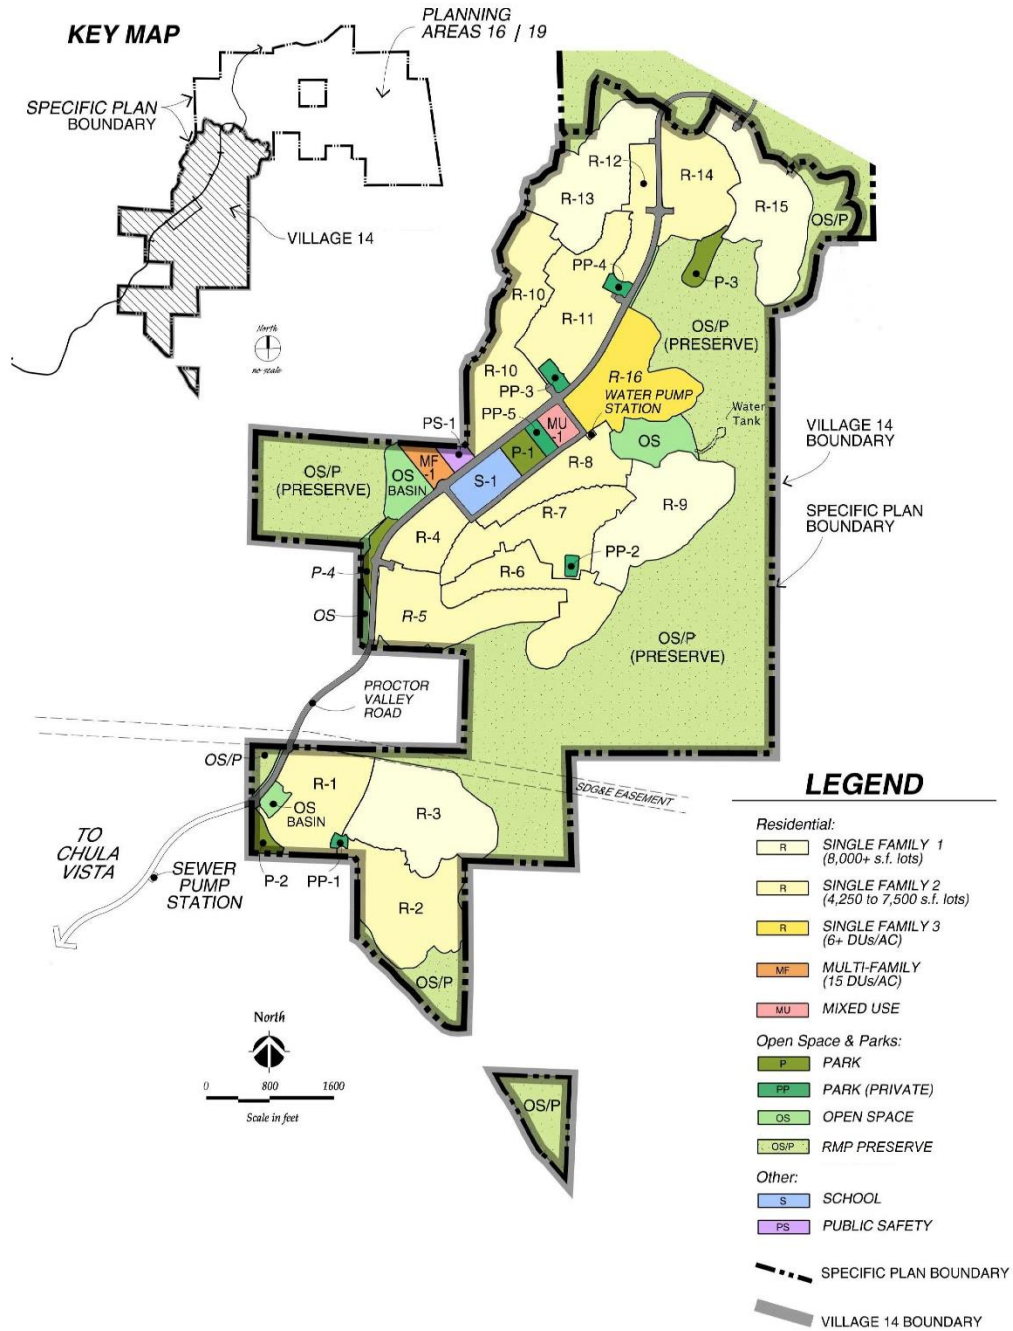 KEY MAP
PLANNING
AREAS 16 / 19
SPECIFIC PLAN
BOUNDARY
VILLAGE 14
North
no scale
R-12
R-14
R-13
R-15
OS/P
PP-4
P-3
R-10
R-11
OS/P
(PRESERVE)
R-10
R-16
PP-3
WATER PUMP
STATION
Water
Tank
PP-5
MU
-1
PS-1
VILLAGE 14
BOUNDARY
OS
P-1
R-8
MF
-1
OS/P
(PRESERVE)
OS
BASIN
S-1
R-9
R-7
SPECIFIC PLAN
BOUNDARY
R-4
PP-2
P-4
R-6
OS
R-5
OS/P
(PRESERVE)
PROCTOR
VALLEY
ROAD
OS/P
R-1
SDG&E EASEMENT
OS
BASIN
R-3
TO
CHULA
VISTA
SEWER
PUMP
STATION
P-2
PP-1
R-2
OS/P
North
0 800 1600
Scale in feet
OS/P
LEGEND
Residential:
R SINGLE FAMILY 1
(8,000+ s.f. lots)
R SINGLE FAMILY 2
(4,250 to 7,500 s.f. lots)
R SINGLE FAMILY 3
(6+ DUs/AC)
MF MULTI-FAMILY
(15 DUs/AC)
MU MIXED USE
Open Space & Parks:
P PARK
PP PARK (PRIVATE)
OS OPEN SPACE
OS/P RMP PRESERVE
Other:
S SCHOOL
PS PUBLIC SAFETY
SPECIFIC PLAN BOUNDARY
VILLAGE 14 BOUNDARY